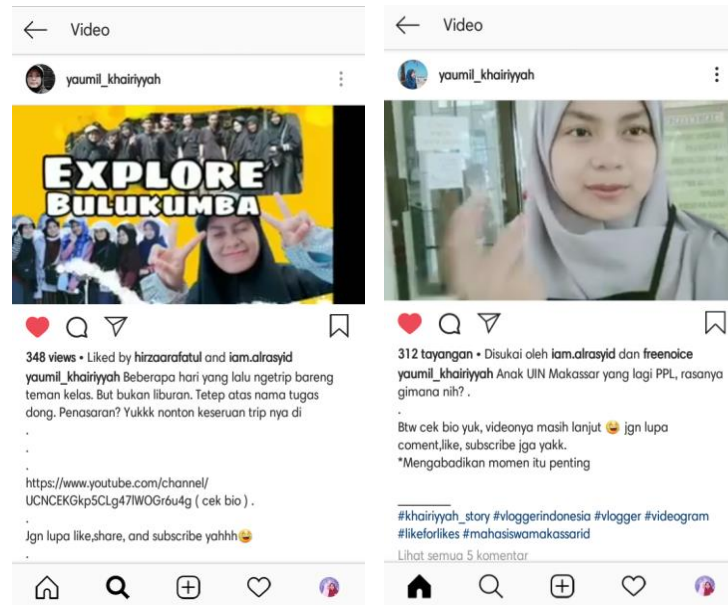 Video
yaumil_khairiyyah
EXPLORE
BULUKUMBA
348 views • Liked by hirzaarafatul and iam.alrasyid
yaumil_khairiyyah Beberapa hari yang lalu ngetrip bareng
teman kelas. But bukan liburan. Tetep atas nama tugas
dong. Penasaran? Yukkk nonton keseruan trip nya di
.
.
.
https://www.youtube.com/channel/
UCNCEKGkp5CLg47lWOGr6u4g ( cek bio ) .
.
Jgn lupa like,share, and subscribe yahhh😂
.
Video
yaumil_khairiyyah
312 tayangan • Disukai oleh iam.alrasyid dan freenoice
yaumil_khairiyyah Anak UIN Makassar yang lagi PPL, rasanya
gimana nih? .
.
Btw cek bio yuk, videonya masih lanjut 😂 jgn lupa
coment,like, subscribe jga yakk.
*Mengabadikan momen itu penting
________
#khairiyyah_story #vloggerindonesia #vlogger #videogram
#likeforlikes #mahasiswamakassarid
Lihat semua 5 komentar